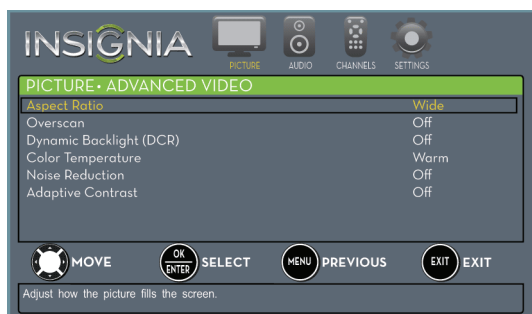 INSIGNIA
PICTURE AUDIO CHANNELS SETTINGS
PICTURE • ADVANCED VIDEO
Aspect Ratio Wide
Overscan Off
Dynamic Backlight (DCR) Off
Color Temperature Warm
Noise Reduction Off
Adaptive Contrast Off
MOVE OK ENTER SELECT MENU PREVIOUS EXIT EXIT
Adjust how the picture fills the screen.